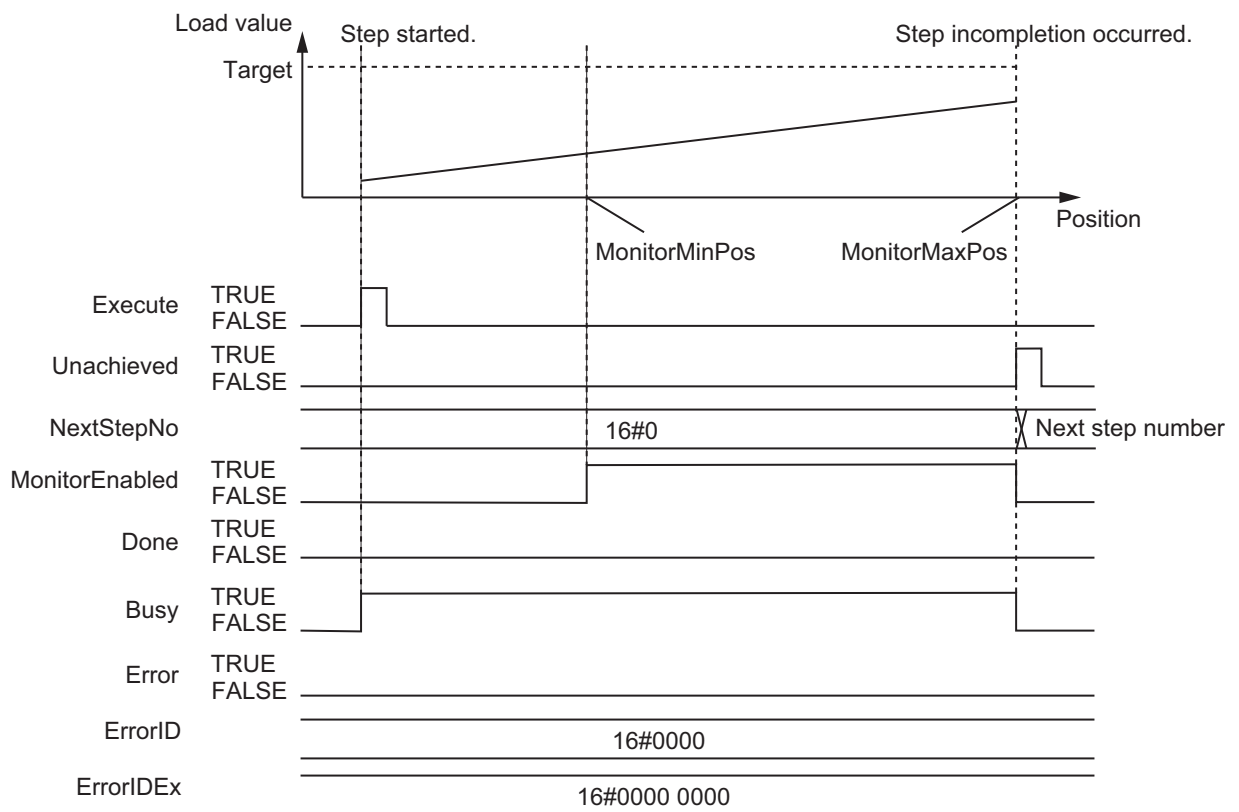 Load value
Step started.
Step incompletion occurred.
Target
Position
MonitorMinPos
MonitorMaxPos
Execute
TRUE
FALSE
Unachieved
TRUE
FALSE
NextStepNo
16#0
Next step number
MonitorEnabled
TRUE
FALSE
Done
TRUE
FALSE
Busy
TRUE
FALSE
Error
TRUE
FALSE
ErrorID
16#0000
ErrorIDEx
16#0000 0000